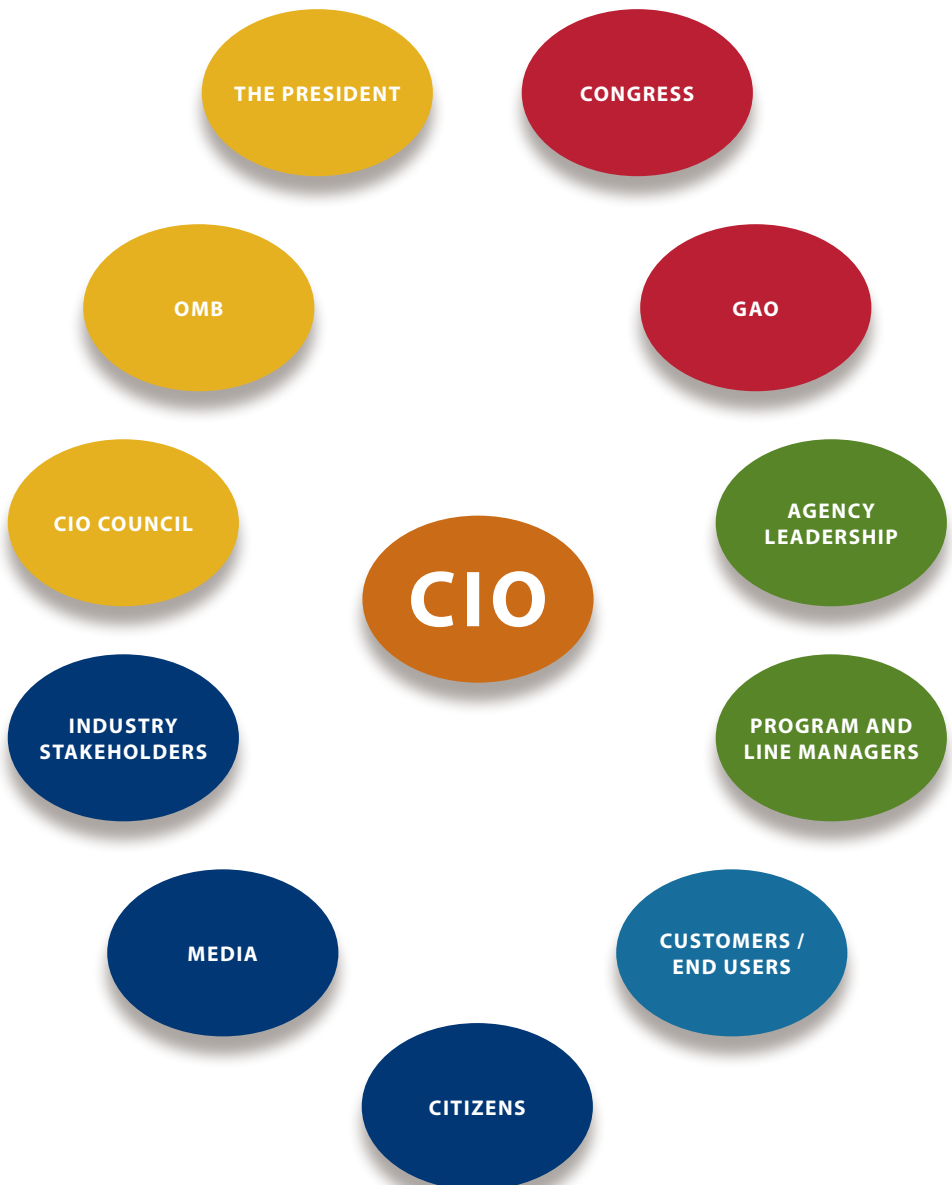 THE PRESIDENT
CONGRESS
OMB
GAO
CIO COUNCIL
AGENCY
LEADERSHIP
CIO
INDUSTRY
STAKEHOLDERS
PROGRAM AND
LINE MANAGERS
MEDIA
CUSTOMERS /
END USERS
CITIZENS